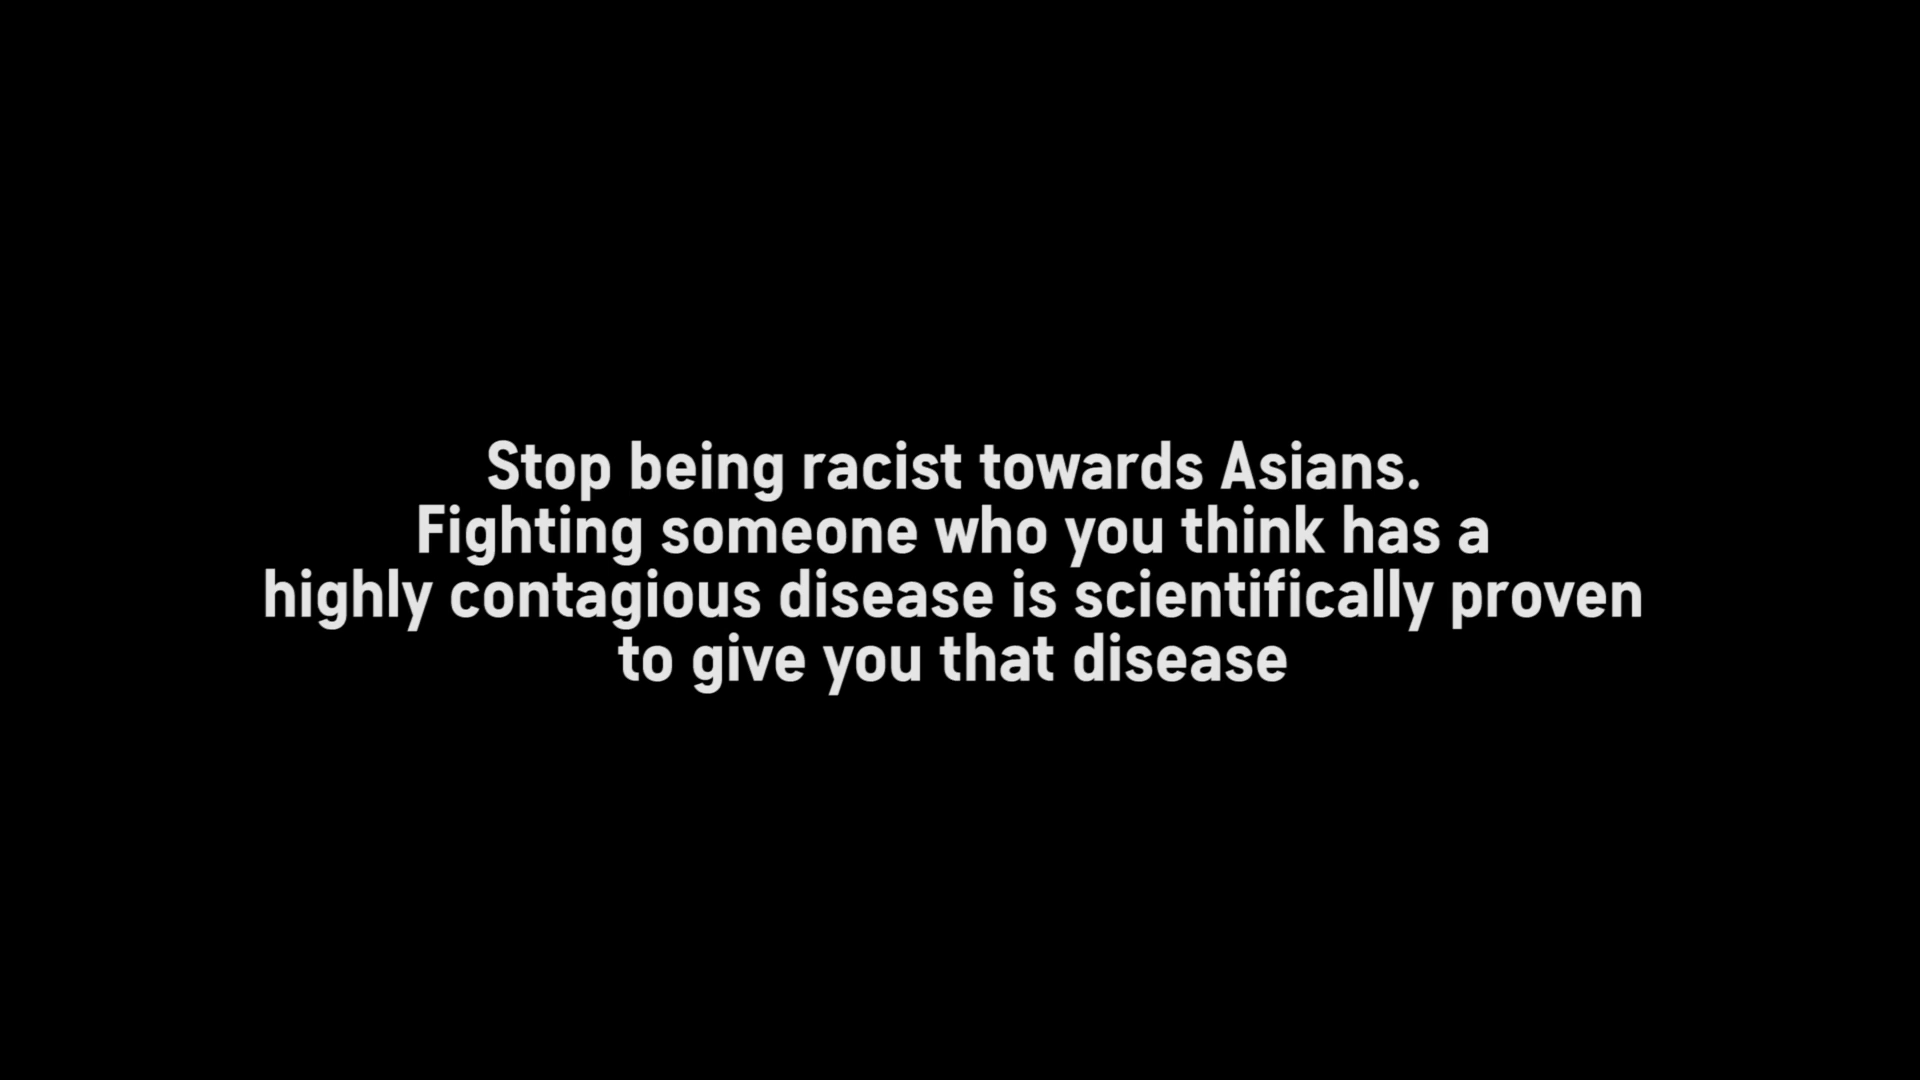 Stop being racist towards Asians.
Fighting someone who you think has a
highly contagious disease is scientifically proven
to give you that disease